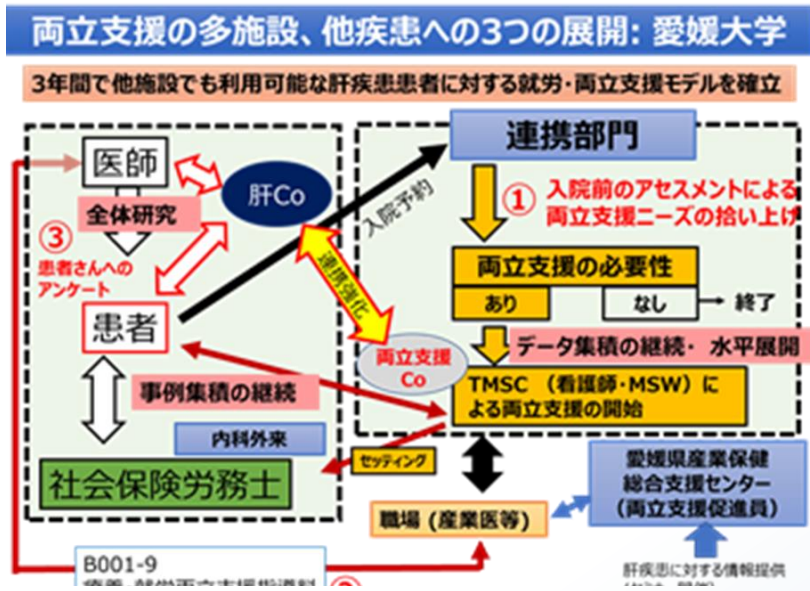 両立支援の多施設、他疾患への3つの展開: 愛媛大学
3年間で他施設でも利用可能な肝疾患患者に対する就労・両立支援モデルを確立
医師
全体研究
③
患者さんへの
アンケート
患者
肝Co
連携強化
入院予約
事例集積の継続
内科外来
社会保険労務士
連携部門
① 入院前のアセスメントによる
両立支援ニーズの拾い上げ
両立支援の必要性
あり
なし
終了
データ集積の継続・ 水平展開
両立支援
Co
TMSC （看護師・MSW）に
よる両立支援の開始
セッティング
職場 (産業医等)
愛媛県産業保健
総合支援センター
(両立支援促進員)
肝疾患に対する情報提供
B001-9
療養・就労両立支援指導料